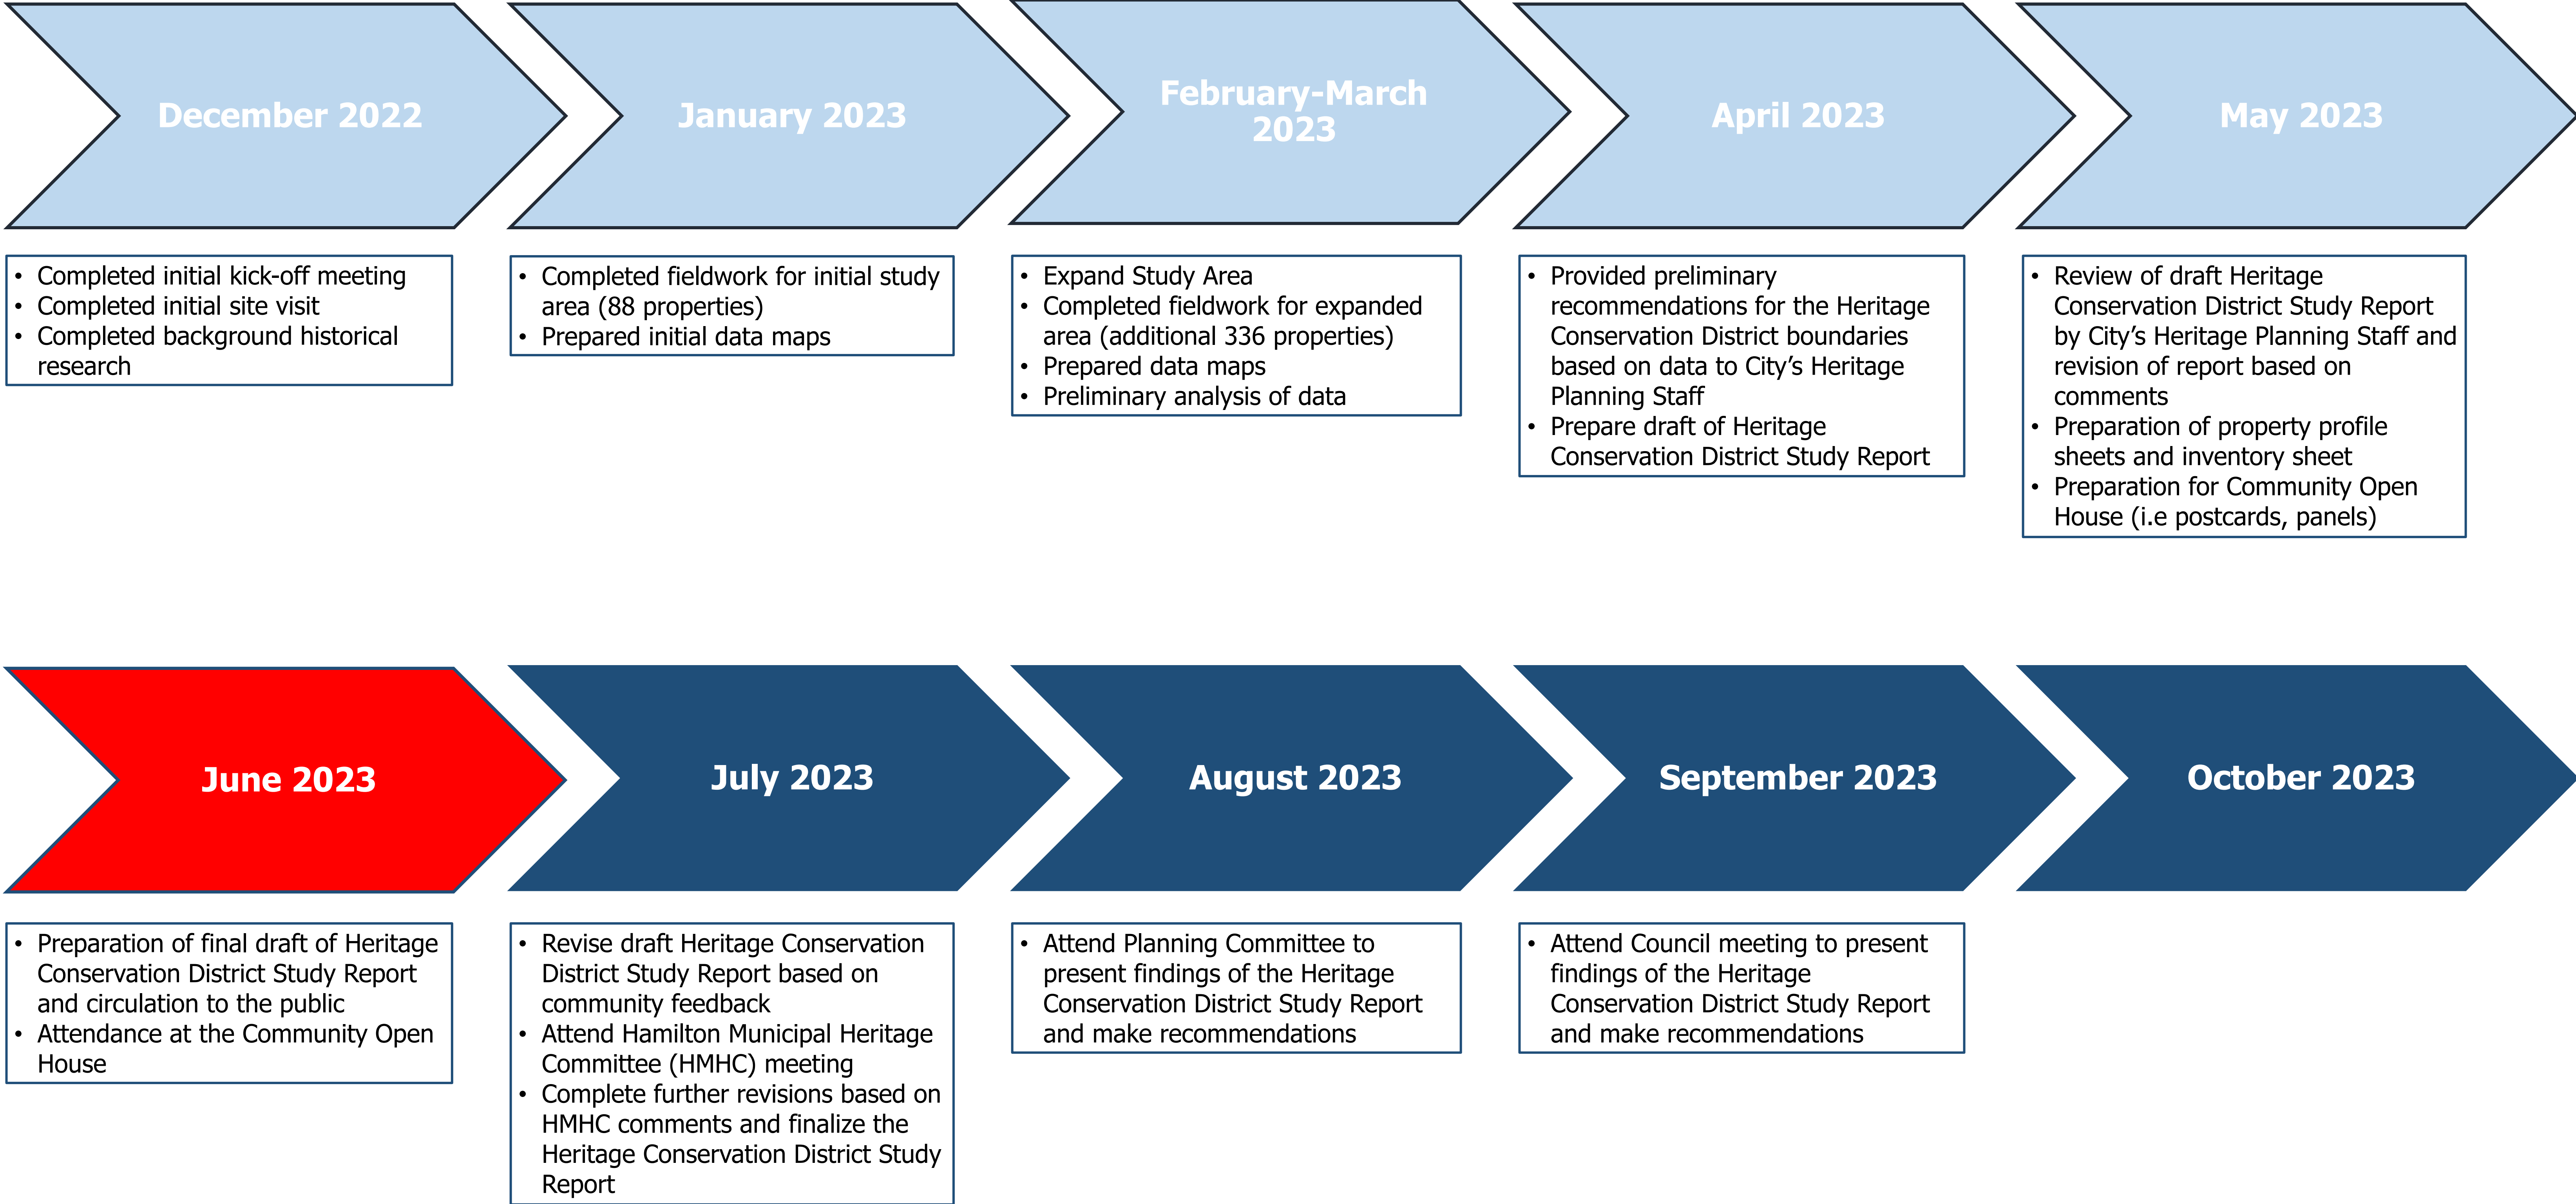 December 2022
January 2023
February-March
2023
April 2023
May 2023
• Completed initial kick-off meeting
• Completed initial site visit
• Completed background historical
research
• Completed fieldwork for initial study
area (88 properties)
• Prepared initial data maps
• Expand Study Area
• Completed fieldwork for expanded
area (additional 336 properties)
• Prepared data maps
• Preliminary analysis of data
• Provided preliminary
recommendations for the Heritage
Conservation District boundaries
based on data to City’s Heritage
Planning Staff
• Prepare draft of Heritage
Conservation District Study Report
• Review of draft Heritage
Conservation District Study Report
by City’s Heritage Planning Staff and
revision of report based on
comments
• Preparation of property profile
sheets and inventory sheet
• Preparation for Community Open
House (i.e postcards, panels)
June 2023
July 2023
August 2023
September 2023
October 2023
• Preparation of final draft of Heritage
Conservation District Study Report
and circulation to the public
• Attendance at the Community Open
House
• Revise draft Heritage Conservation
District Study Report based on
community feedback
• Attend Hamilton Municipal Heritage
Committee (HMHC) meeting
• Complete further revisions based on
HMHC comments and finalize the
Heritage Conservation District Study
Report
• Attend Planning Committee to
present findings of the Heritage
Conservation District Study Report
and make recommendations
• Attend Council meeting to present
findings of the Heritage
Conservation District Study Report
and make recommendations